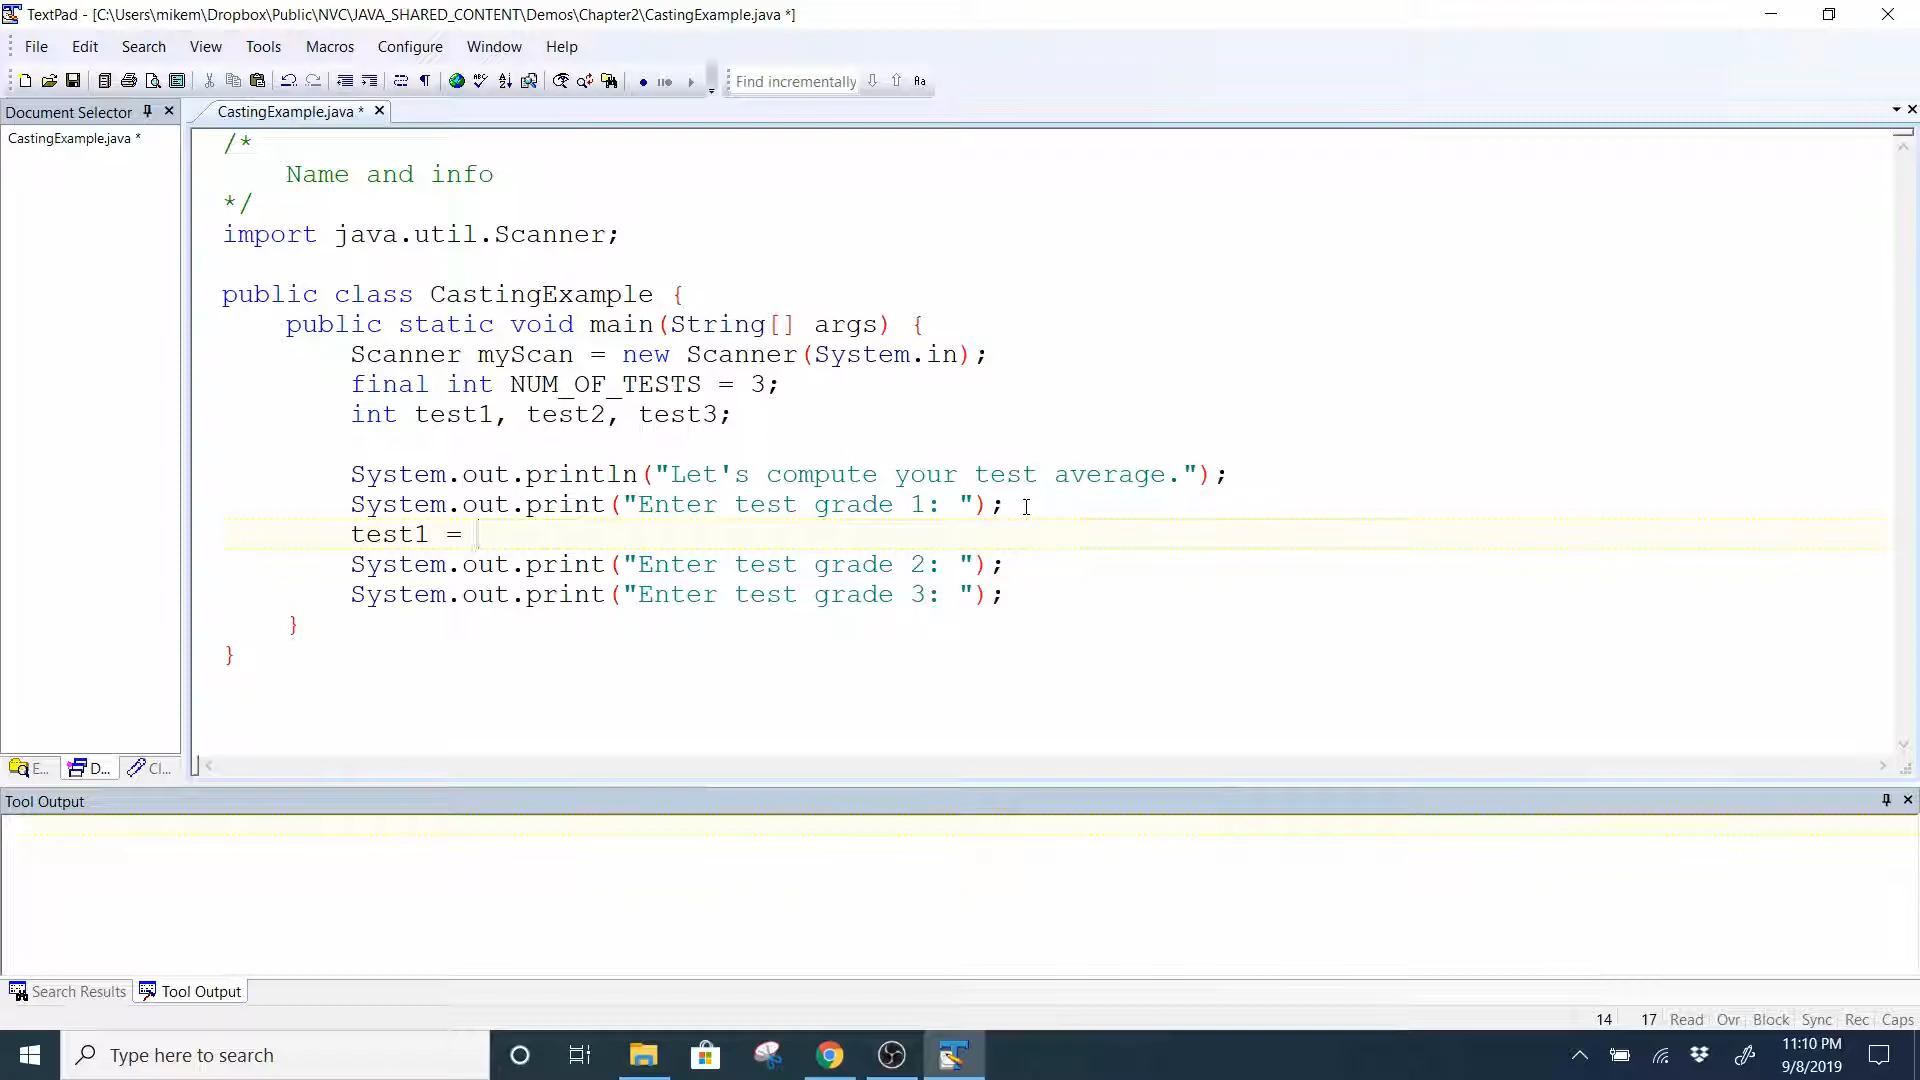 TextPad - [C:\Users\mikem\Dropbox\Public\NVC\JAVA_SHARED_CONTENT\Demos\Chapter2\CastingExample.java *]
File Edit Search View Tools Macros Configure Window Help
Find incrementally
Document Selector
CastingExample.java *
CastingExample.java *
/*
    Name and info
*/
import java.util.Scanner;
public class CastingExample {
    public static void main(String[] args) {
        Scanner myScan = new Scanner(System.in);
        final int NUM_OF_TESTS = 3;
        int test1, test2, test3;
        System.out.println("Let's compute your test average.");
        System.out.print("Enter test grade 1: ");
        test1 =
        System.out.print("Enter test grade 2: ");
        System.out.print("Enter test grade 3: ");
    }
}
E... D... Cl...
Tool Output
Search Results Tool Output
14 17 Read Ovr Block Sync Rec Caps
Type here to search
11:10 PM
9/8/2019